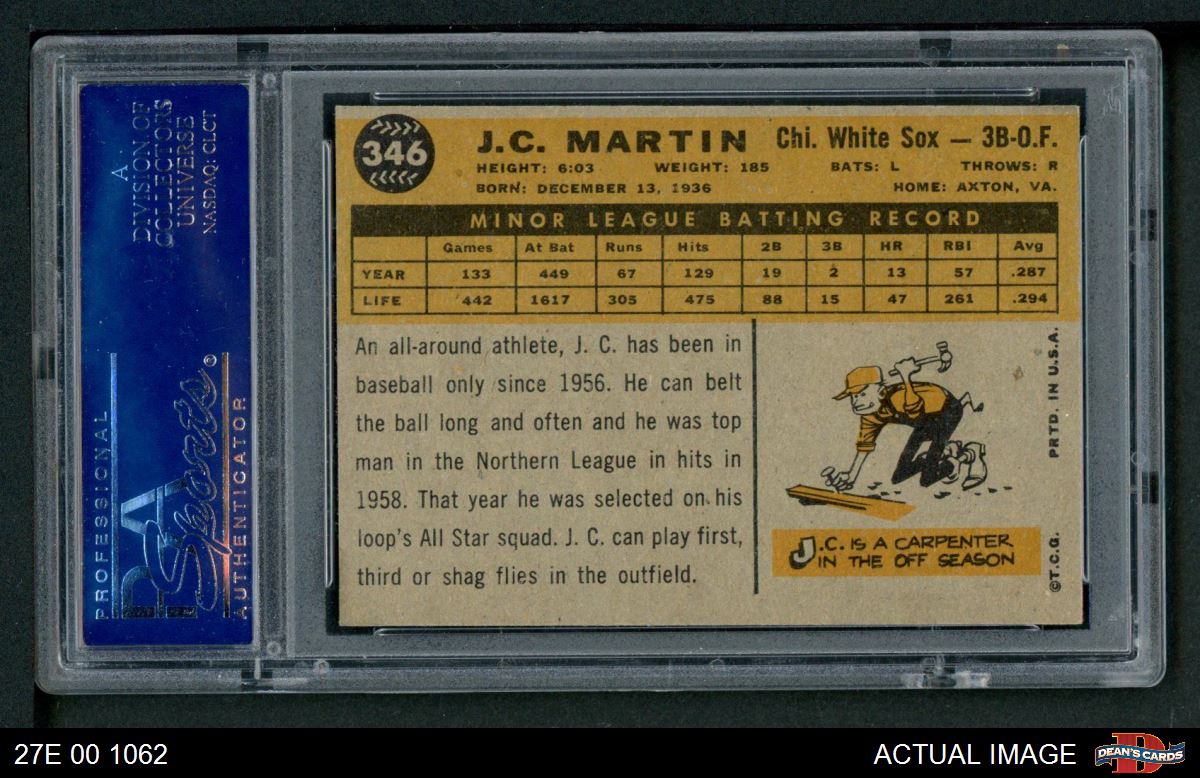 A
DIVISION OF
COLLECTORS
UNIVERSE
NASDAQ: CLCT
PROFESSIONAL
PSA
Sports®
AUTHENTICATOR
346
J.C. MARTIN Chi. White Sox — 3B-O.F.
HEIGHT: 6:03 WEIGHT: 185 BATS: L THROWS: R
BORN: DECEMBER 13, 1936 HOME: AXTON, VA.
MINOR LEAGUE BATTING RECORD
Games At Bat Runs Hits 2B 3B HR RBI Avg
YEAR 133 449 67 129 19 2 13 57 .287
LIFE 442 1617 305 475 88 15 47 261 .294
An all-around athlete, J. C. has been in
baseball only since 1956. He can belt
the ball long and often and he was top
man in the Northern League in hits in
1958. That year he was selected on his
loop's All Star squad. J. C. can play first,
third or shag flies in the outfield.
J.C. IS A CARPENTER
IN THE OFF SEASON
©T.C.G. PRTD. IN U.S.A.
27E 00 1062
ACTUAL IMAGE
DEAN'S CARDS